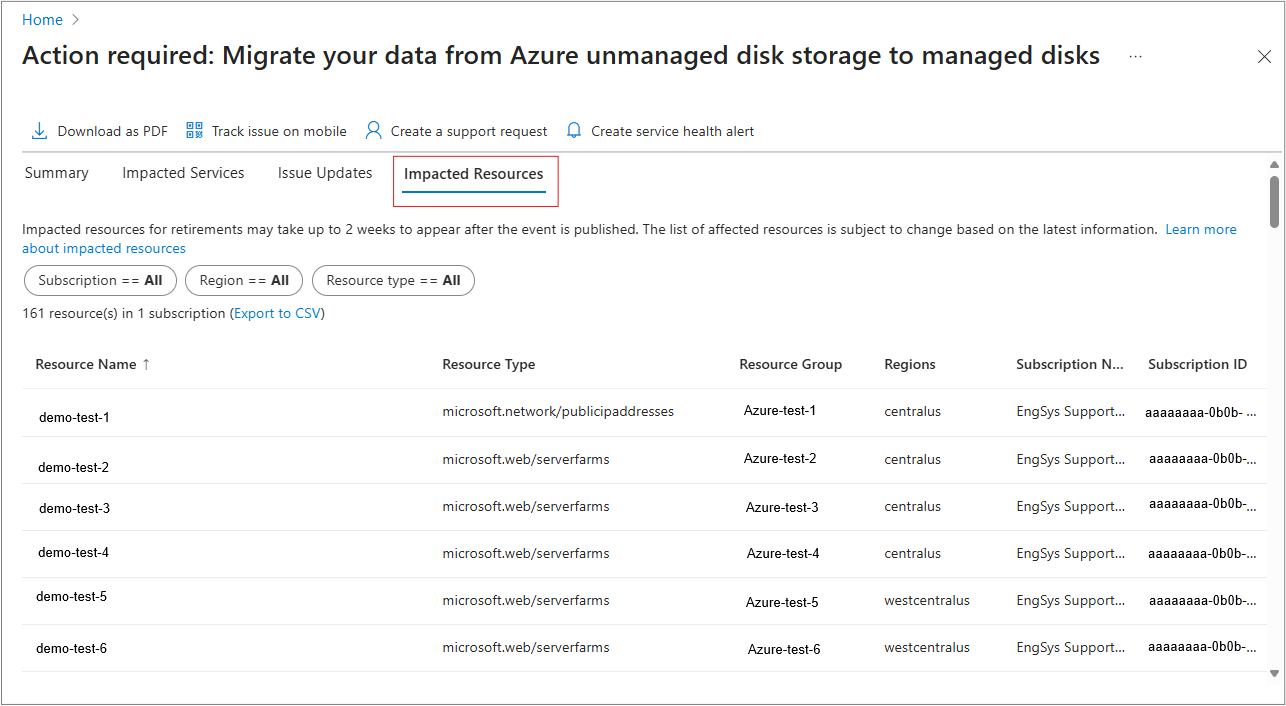 Home
Action required: Migrate your data from Azure unmanaged disk storage to managed disks ...
Download as PDF Track issue on mobile Create a support request Create service health alert
Summary Impacted Services Issue Updates Impacted Resources
Impacted resources for retirements may take up to 2 weeks to appear after the event is published. The list of affected resources is subject to change based on the latest information. Learn more
about impacted resources
Subscription == All Region == All Resource type == All
161 resource(s) in 1 subscription (Export to CSV)
Resource Name ↑ Resource Type Resource Group Regions Subscription N... Subscription ID
demo-test-1 microsoft.network/publicipaddresses Azure-test-1 centralus EngSys Support... aaaaaaaa-0b0b- ...
demo-test-2 microsoft.web/serverfarms Azure-test-2 centralus EngSys Support... aaaaaaaa-0b0b-...
demo-test-3 microsoft.web/serverfarms Azure-test-3 centralus EngSys Support... aaaaaaaa-0b0b-...
demo-test-4 microsoft.web/serverfarms Azure-test-4 centralus EngSys Support... aaaaaaaa-0b0b-...
demo-test-5 microsoft.web/serverfarms Azure-test-5 westcentralus EngSys Support... aaaaaaaa-0b0b-...
demo-test-6 microsoft.web/serverfarms Azure-test-6 westcentralus EngSys Support... aaaaaaaa-0b0b-...